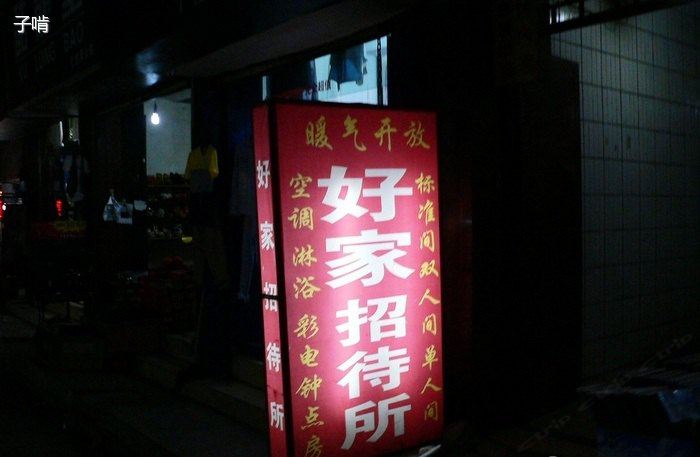 子啃
暖气开放
好家招待所
标准间双人间单人间
空调淋浴彩电钟点房
好家招待所